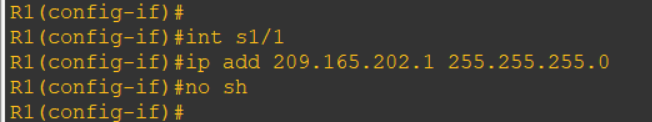 R1(config-if)#
R1(config-if)#int s1/1
R1(config-if)#ip add 209.165.202.1 255.255.255.0
R1(config-if)#no sh
R1(config-if)#